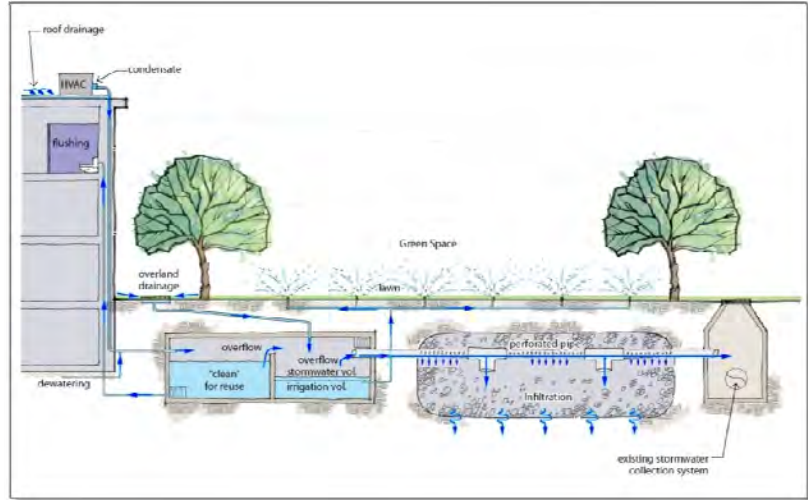 roof drainage
condensate
HVAC
flushing
Green Space
overland
drainage
lawn
overflow
perforated pipe
overflow
stormwater vol.
"clean"
for reuse
irrigation vol.
dewatering
Infiltration
existing stormwater
collection system